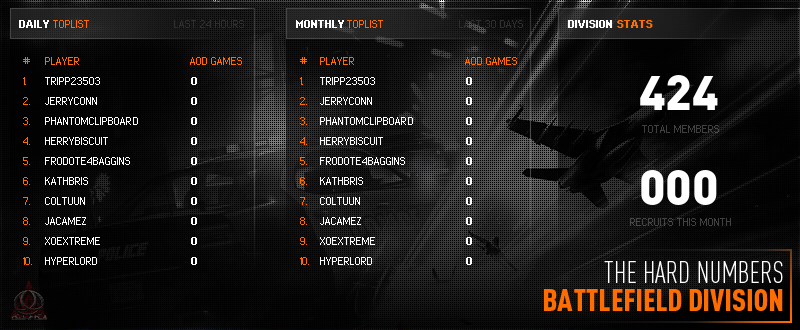 DAILY TOPLIST LAST 24 HOURS
# PLAYER AOD GAMES
1. TRIPP23503 0
2. JERRYCONN 0
3. PHANTOMCLIPBOARD 0
4. HERRYBISCUIT 0
5. FRODOTE4BAGGINS 0
6. KATHBRIS 0
7. COLTUUN 0
8. JACAMEZ 0
9. XOEXTREME 0
10. HYPERLORD 0
MONTHLY TOPLIST LAST 30 DAYS
# PLAYER AOD GAMES
1. TRIPP23503 0
2. JERRYCONN 0
3. PHANTOMCLIPBOARD 0
4. HERRYBISCUIT 0
5. FRODOTE4BAGGINS 0
6. KATHBRIS 0
7. COLTUUN 0
8. JACAMEZ 0
9. XOEXTREME 0
10. HYPERLORD 0
DIVISION STATS
424
TOTAL MEMBERS
000
RECRUITS THIS MONTH
THE HARD NUMBERS
BATTLEFIELD DIVISION
POLICE